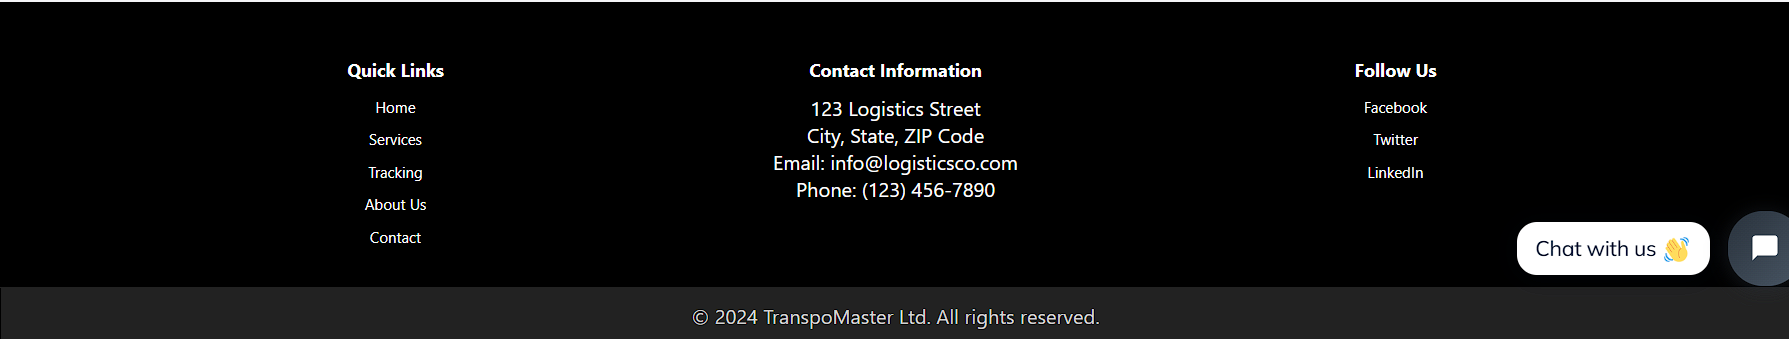 Quick Links
Home
Services
Tracking
About Us
Contact
Contact Information
123 Logistics Street
City, State, ZIP Code
Email: info@logisticsco.com
Phone: (123) 456-7890
Follow Us
Facebook
Twitter
LinkedIn
Chat with us 👋
© 2024 TranspoMaster Ltd. All rights reserved.